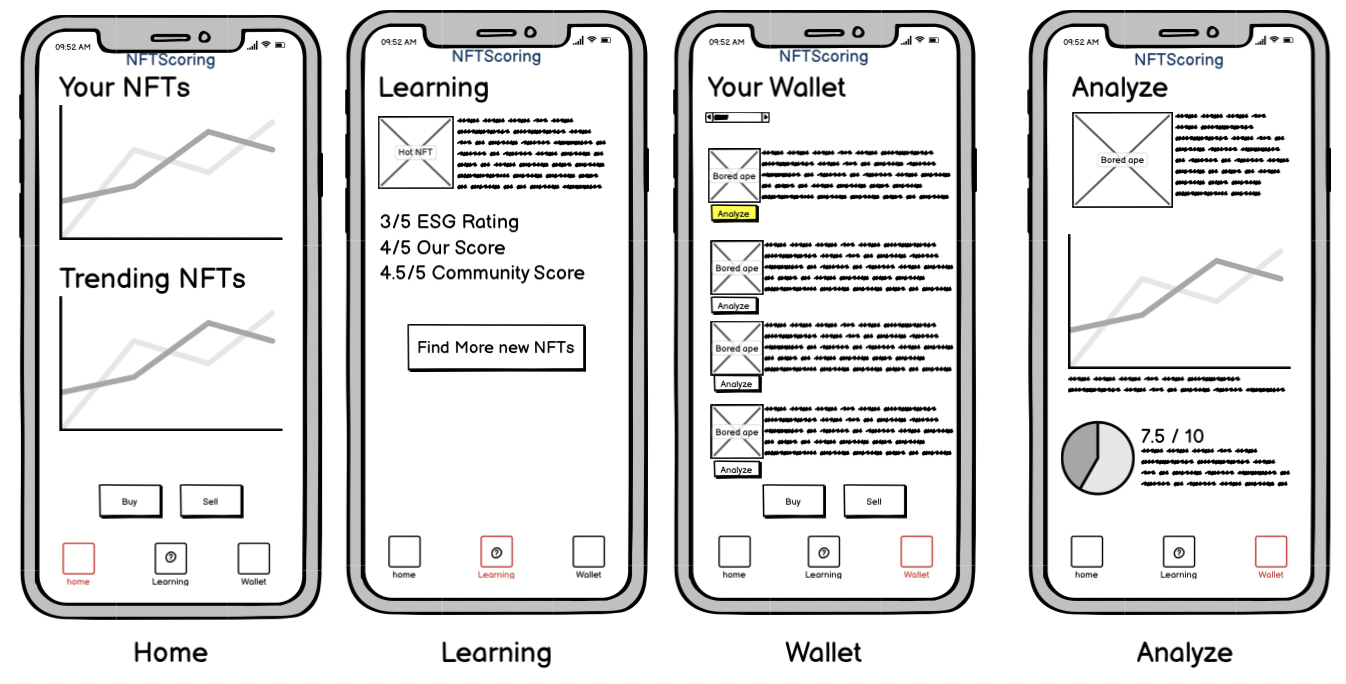 09:52 AM
NFTScoring
Your NFTs
Trending NFTs
Buy
Sell
home
Learning
Wallet
Home
09:52 AM
NFTScoring
Learning
Hot NFT
3/5 ESG Rating
4/5 Our Score
4.5/5 Community Score
Find More new NFTs
home
Learning
Wallet
Learning
09:52 AM
NFTScoring
Your Wallet
Bored ape
Analyze
Bored ape
Analyze
Bored ape
Analyze
Bored ape
Analyze
Buy
Sell
home
Learning
Wallet
Wallet
09:52 AM
NFTScoring
Analyze
Bored ape
7.5 / 10
home
Learning
Wallet
Analyze